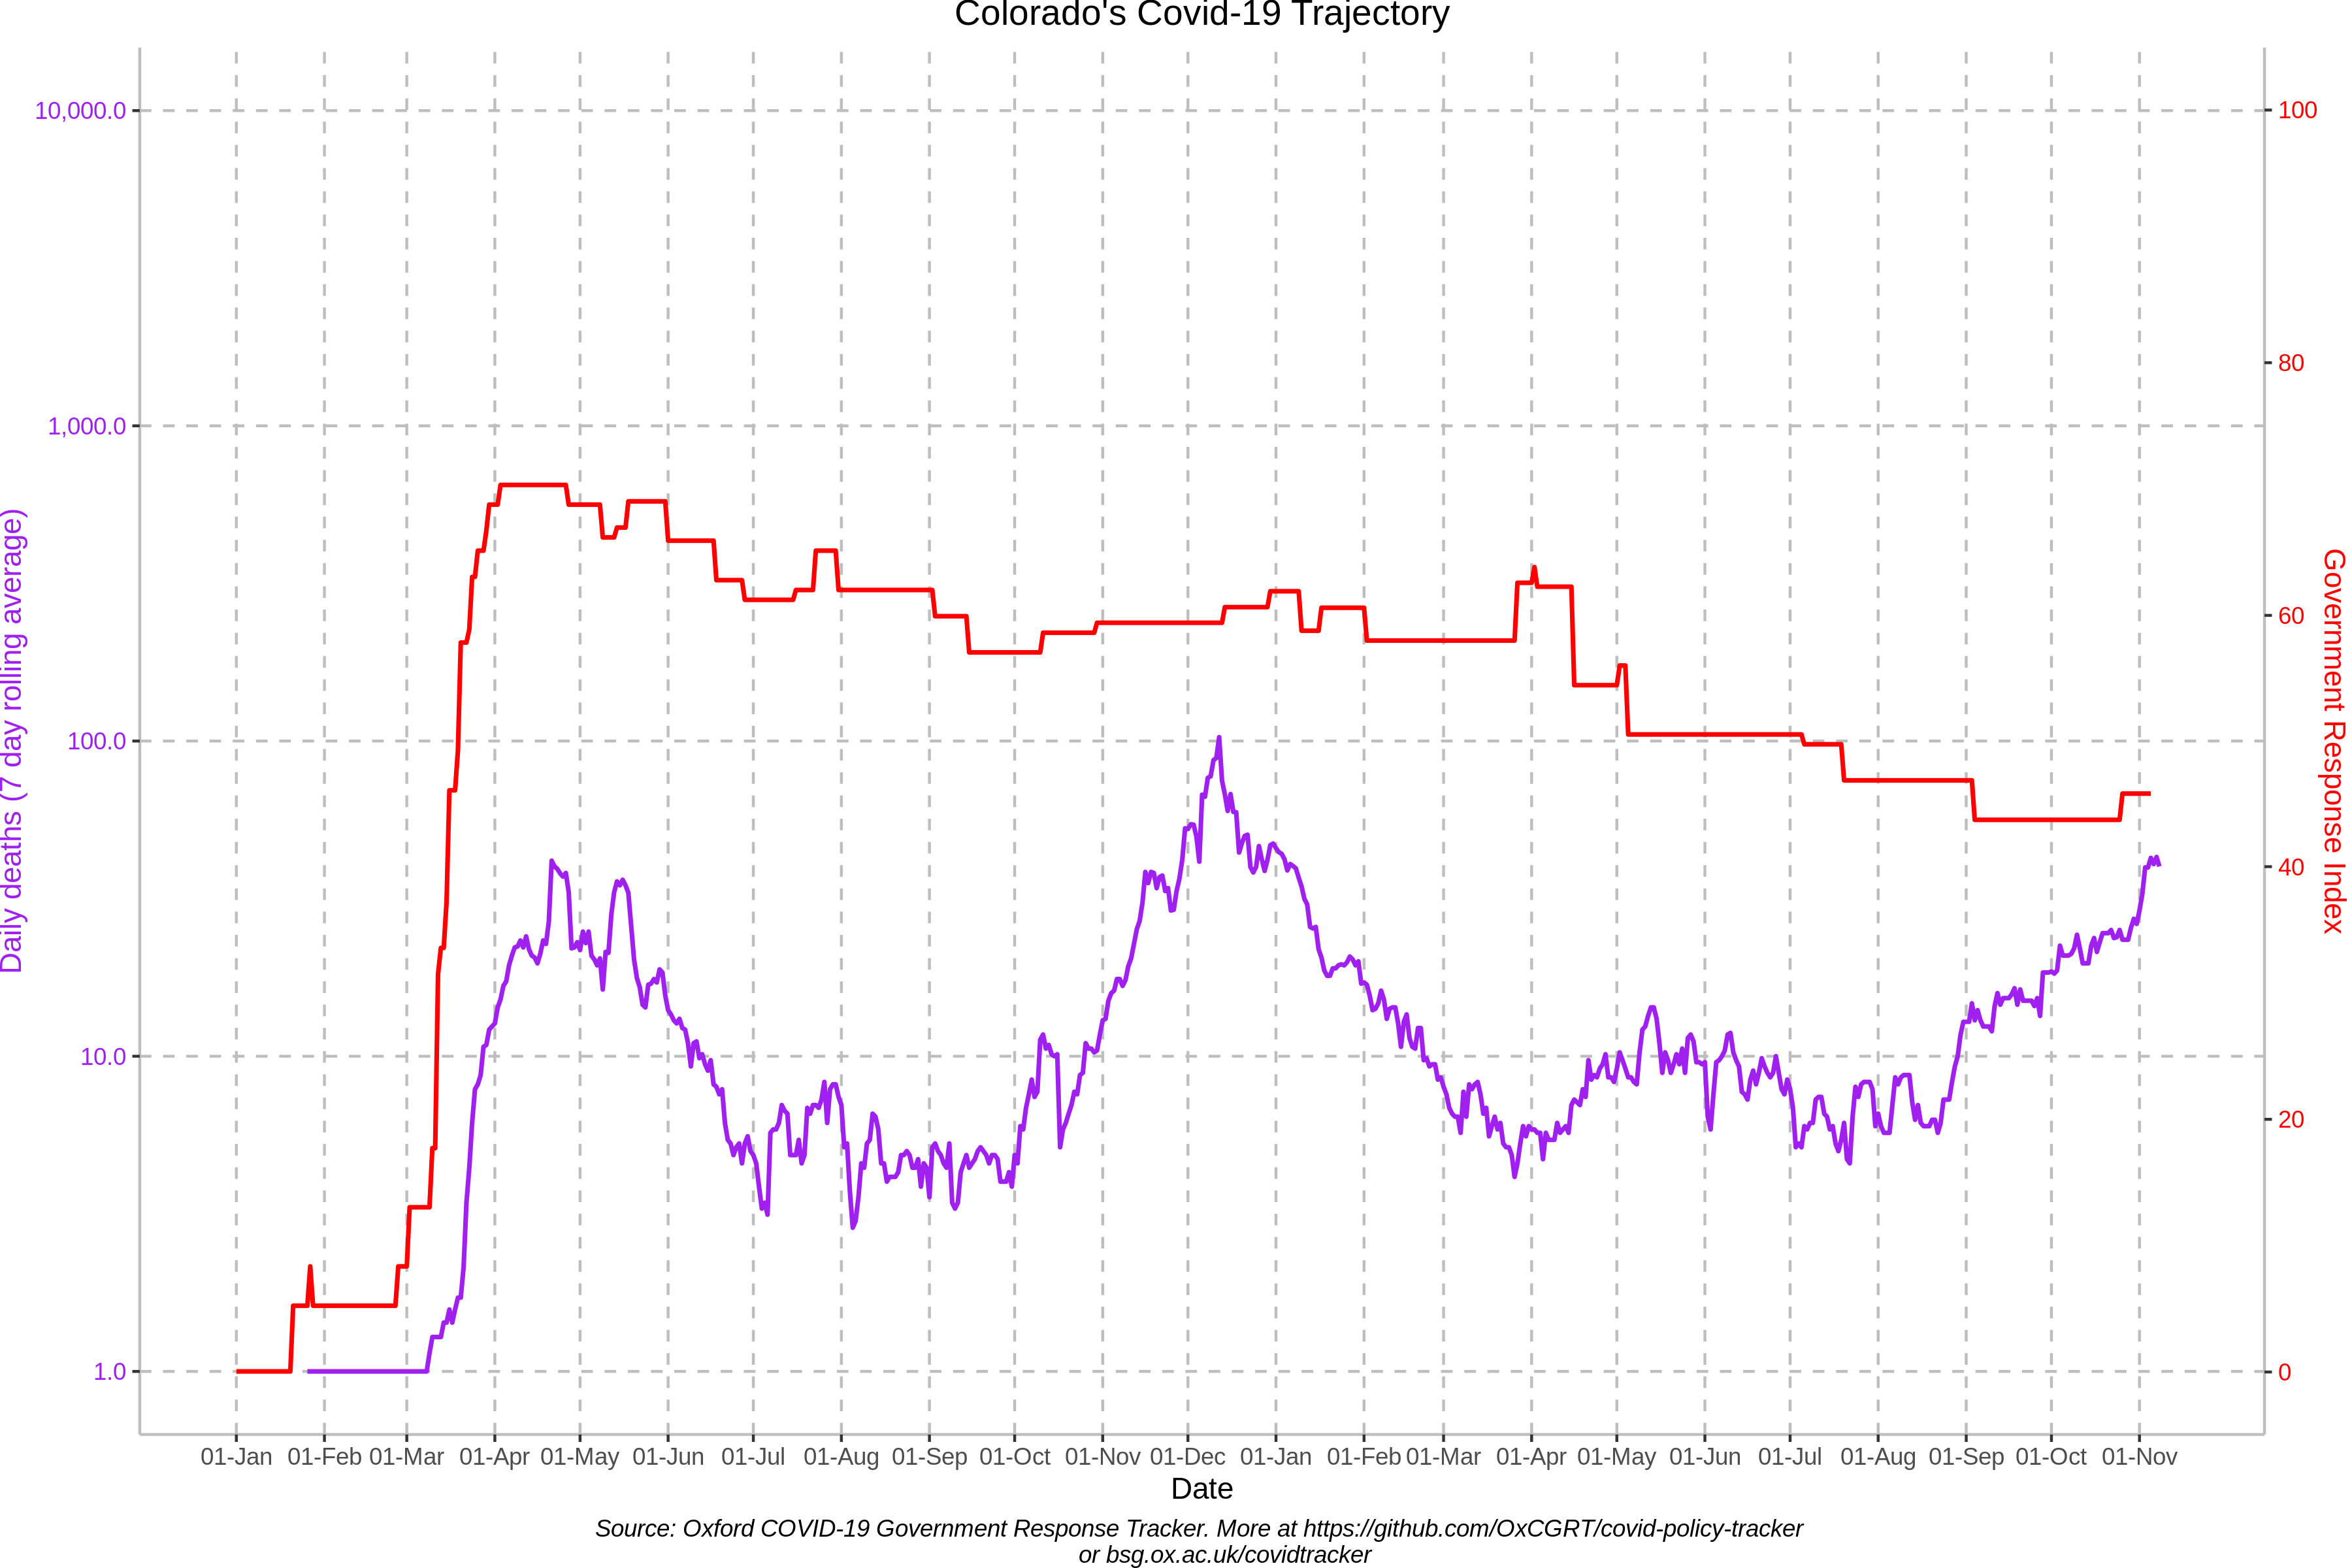 Colorado's Covid-19 Trajectory
10,000.0
1,000.0
100.0
10.0
1.0
Daily deaths (7 day rolling average)
100
80
60
40
20
0
Government Response Index
01-Jan 01-Feb 01-Mar 01-Apr 01-May 01-Jun 01-Jul 01-Aug 01-Sep 01-Oct 01-Nov 01-Dec 01-Jan 01-Feb 01-Mar 01-Apr 01-May 01-Jun 01-Jul 01-Aug 01-Sep 01-Oct 01-Nov
Date
Source: Oxford COVID-19 Government Response Tracker. More at https://github.com/OxCGRT/covid-policy-tracker
or bsg.ox.ac.uk/covidtracker